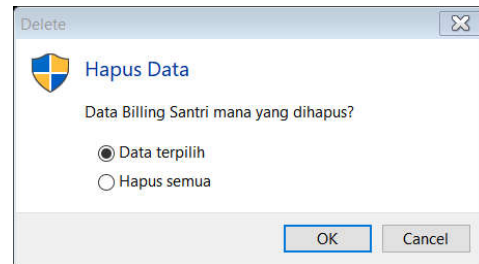 Delete
Hapus Data
Data Billing Santri mana yang dihapus?
Data terpilih
Hapus semua
OK Cancel